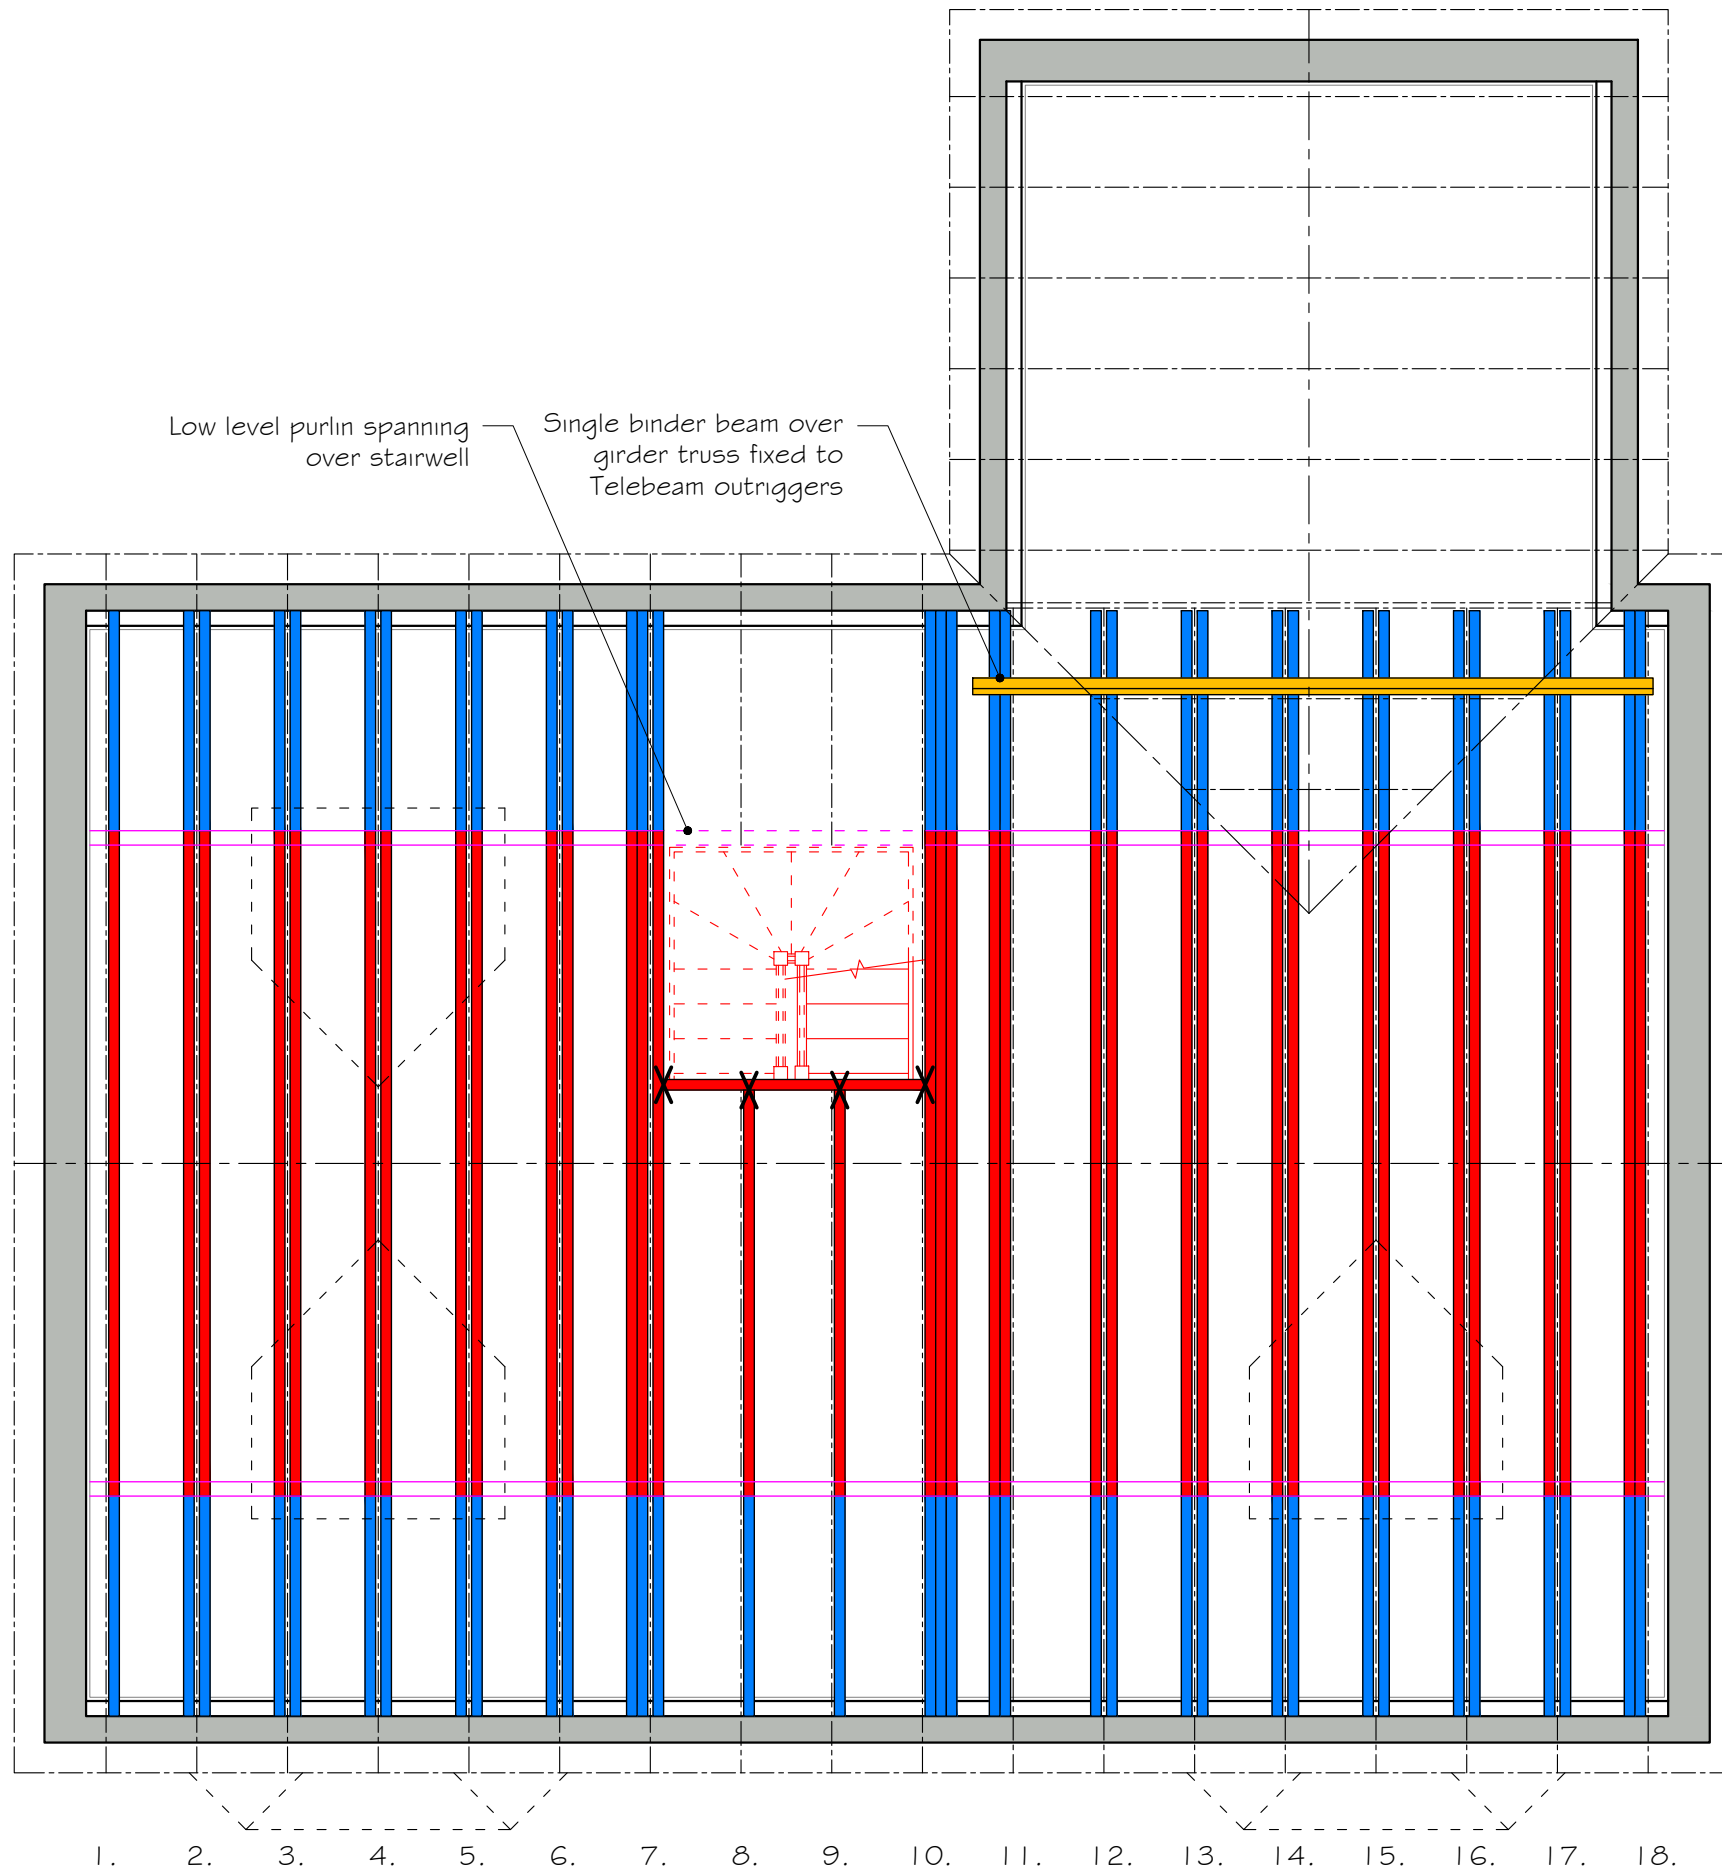 Low level purlin spanning
over stairwell
Single binder beam over
girder truss fixed to
Telebeam outriggers
1. 2. 3. 4. 5. 6. 7. 8. 9. 10. 11. 12. 13. 14. 15. 16. 17. 18.